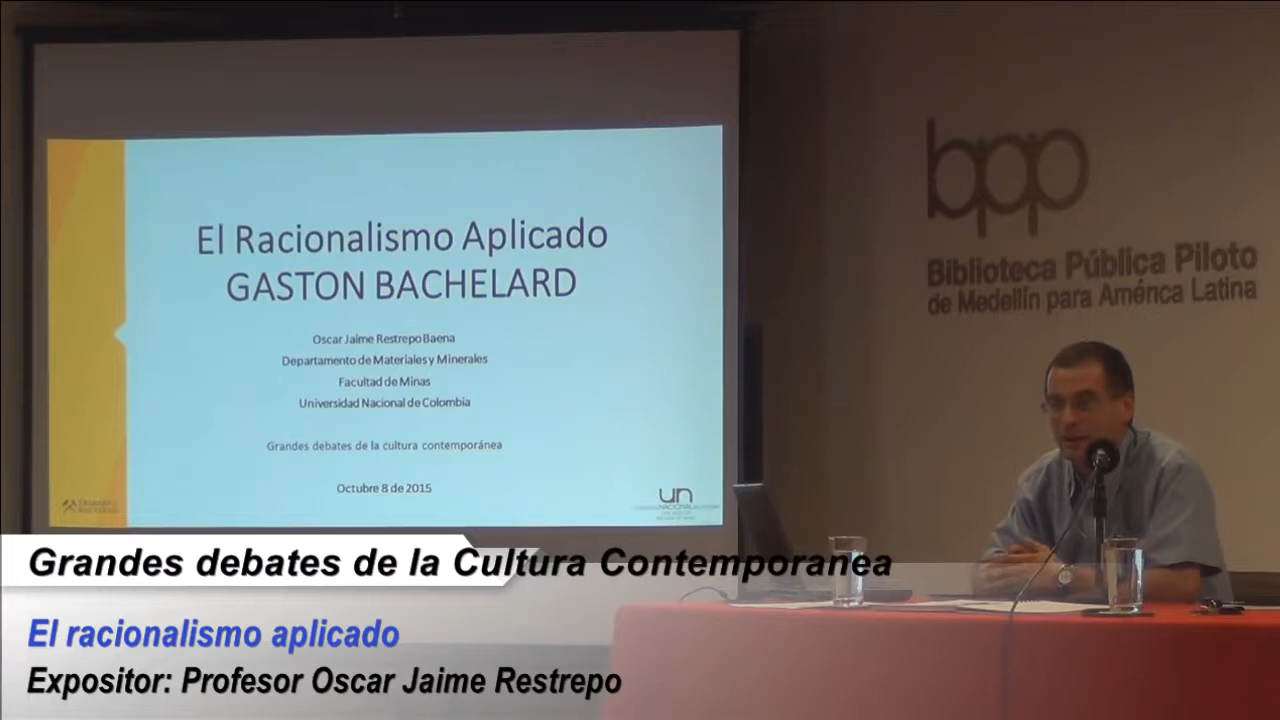 El Racionalismo Aplicado
GASTON BACHELARD
Oscar Jaime Restrepo Baena
Departamento de Materiales y Minerales
Facultad de Minas
Universidad Nacional de Colombia
Grandes debates de la cultura contemporánea
Octubre 8 de 2015
un
NACIONAL
bpp
Biblioteca Pública Piloto
de Medellín para América Latina
Grandes debates de la Cultura Contemporanea
El racionalismo aplicado
Expositor: Profesor Oscar Jaime Restrepo